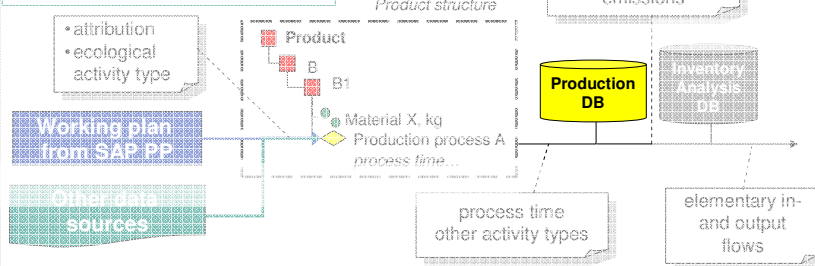 emissions
Product structure
• attribution
• ecological
activity type
Product
B
B1
Material X, kg
Production process A
process time...
Working plan
from SAP PP
Other data
sources
Production
DB
Inventory
Analysis
DB
process time
other activity types
elementary in-
and output
flows